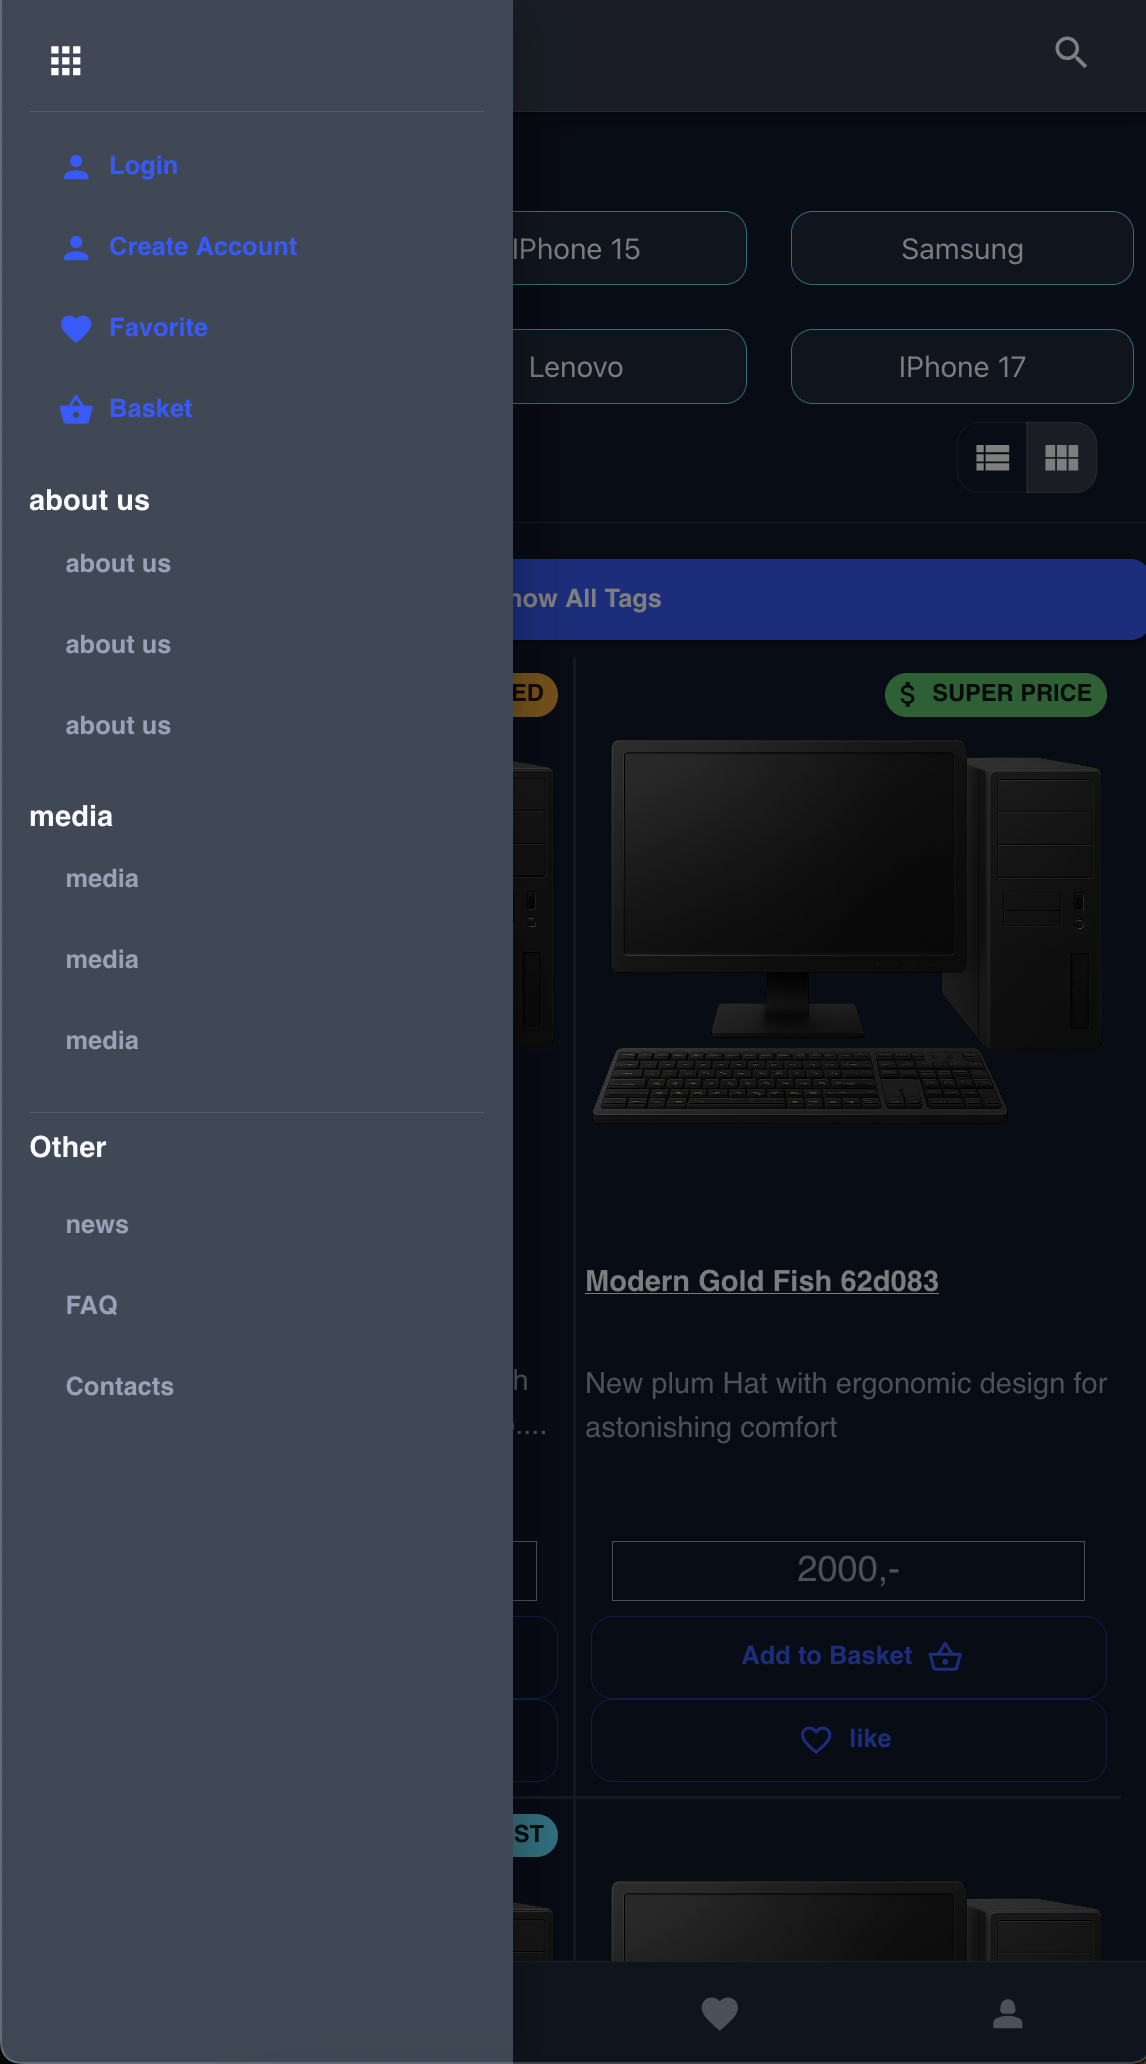 Login
Create Account
Favorite
Basket
about us
about us
about us
about us
media
media
media
media
Other
news
FAQ
Contacts
IPhone 15
Samsung
Lenovo
IPhone 17
how All Tags
ED
SUPER PRICE
Modern Gold Fish 62d083
h
....
New plum Hat with ergonomic design for
astonishing comfort
2000,-
Add to Basket
like
ST